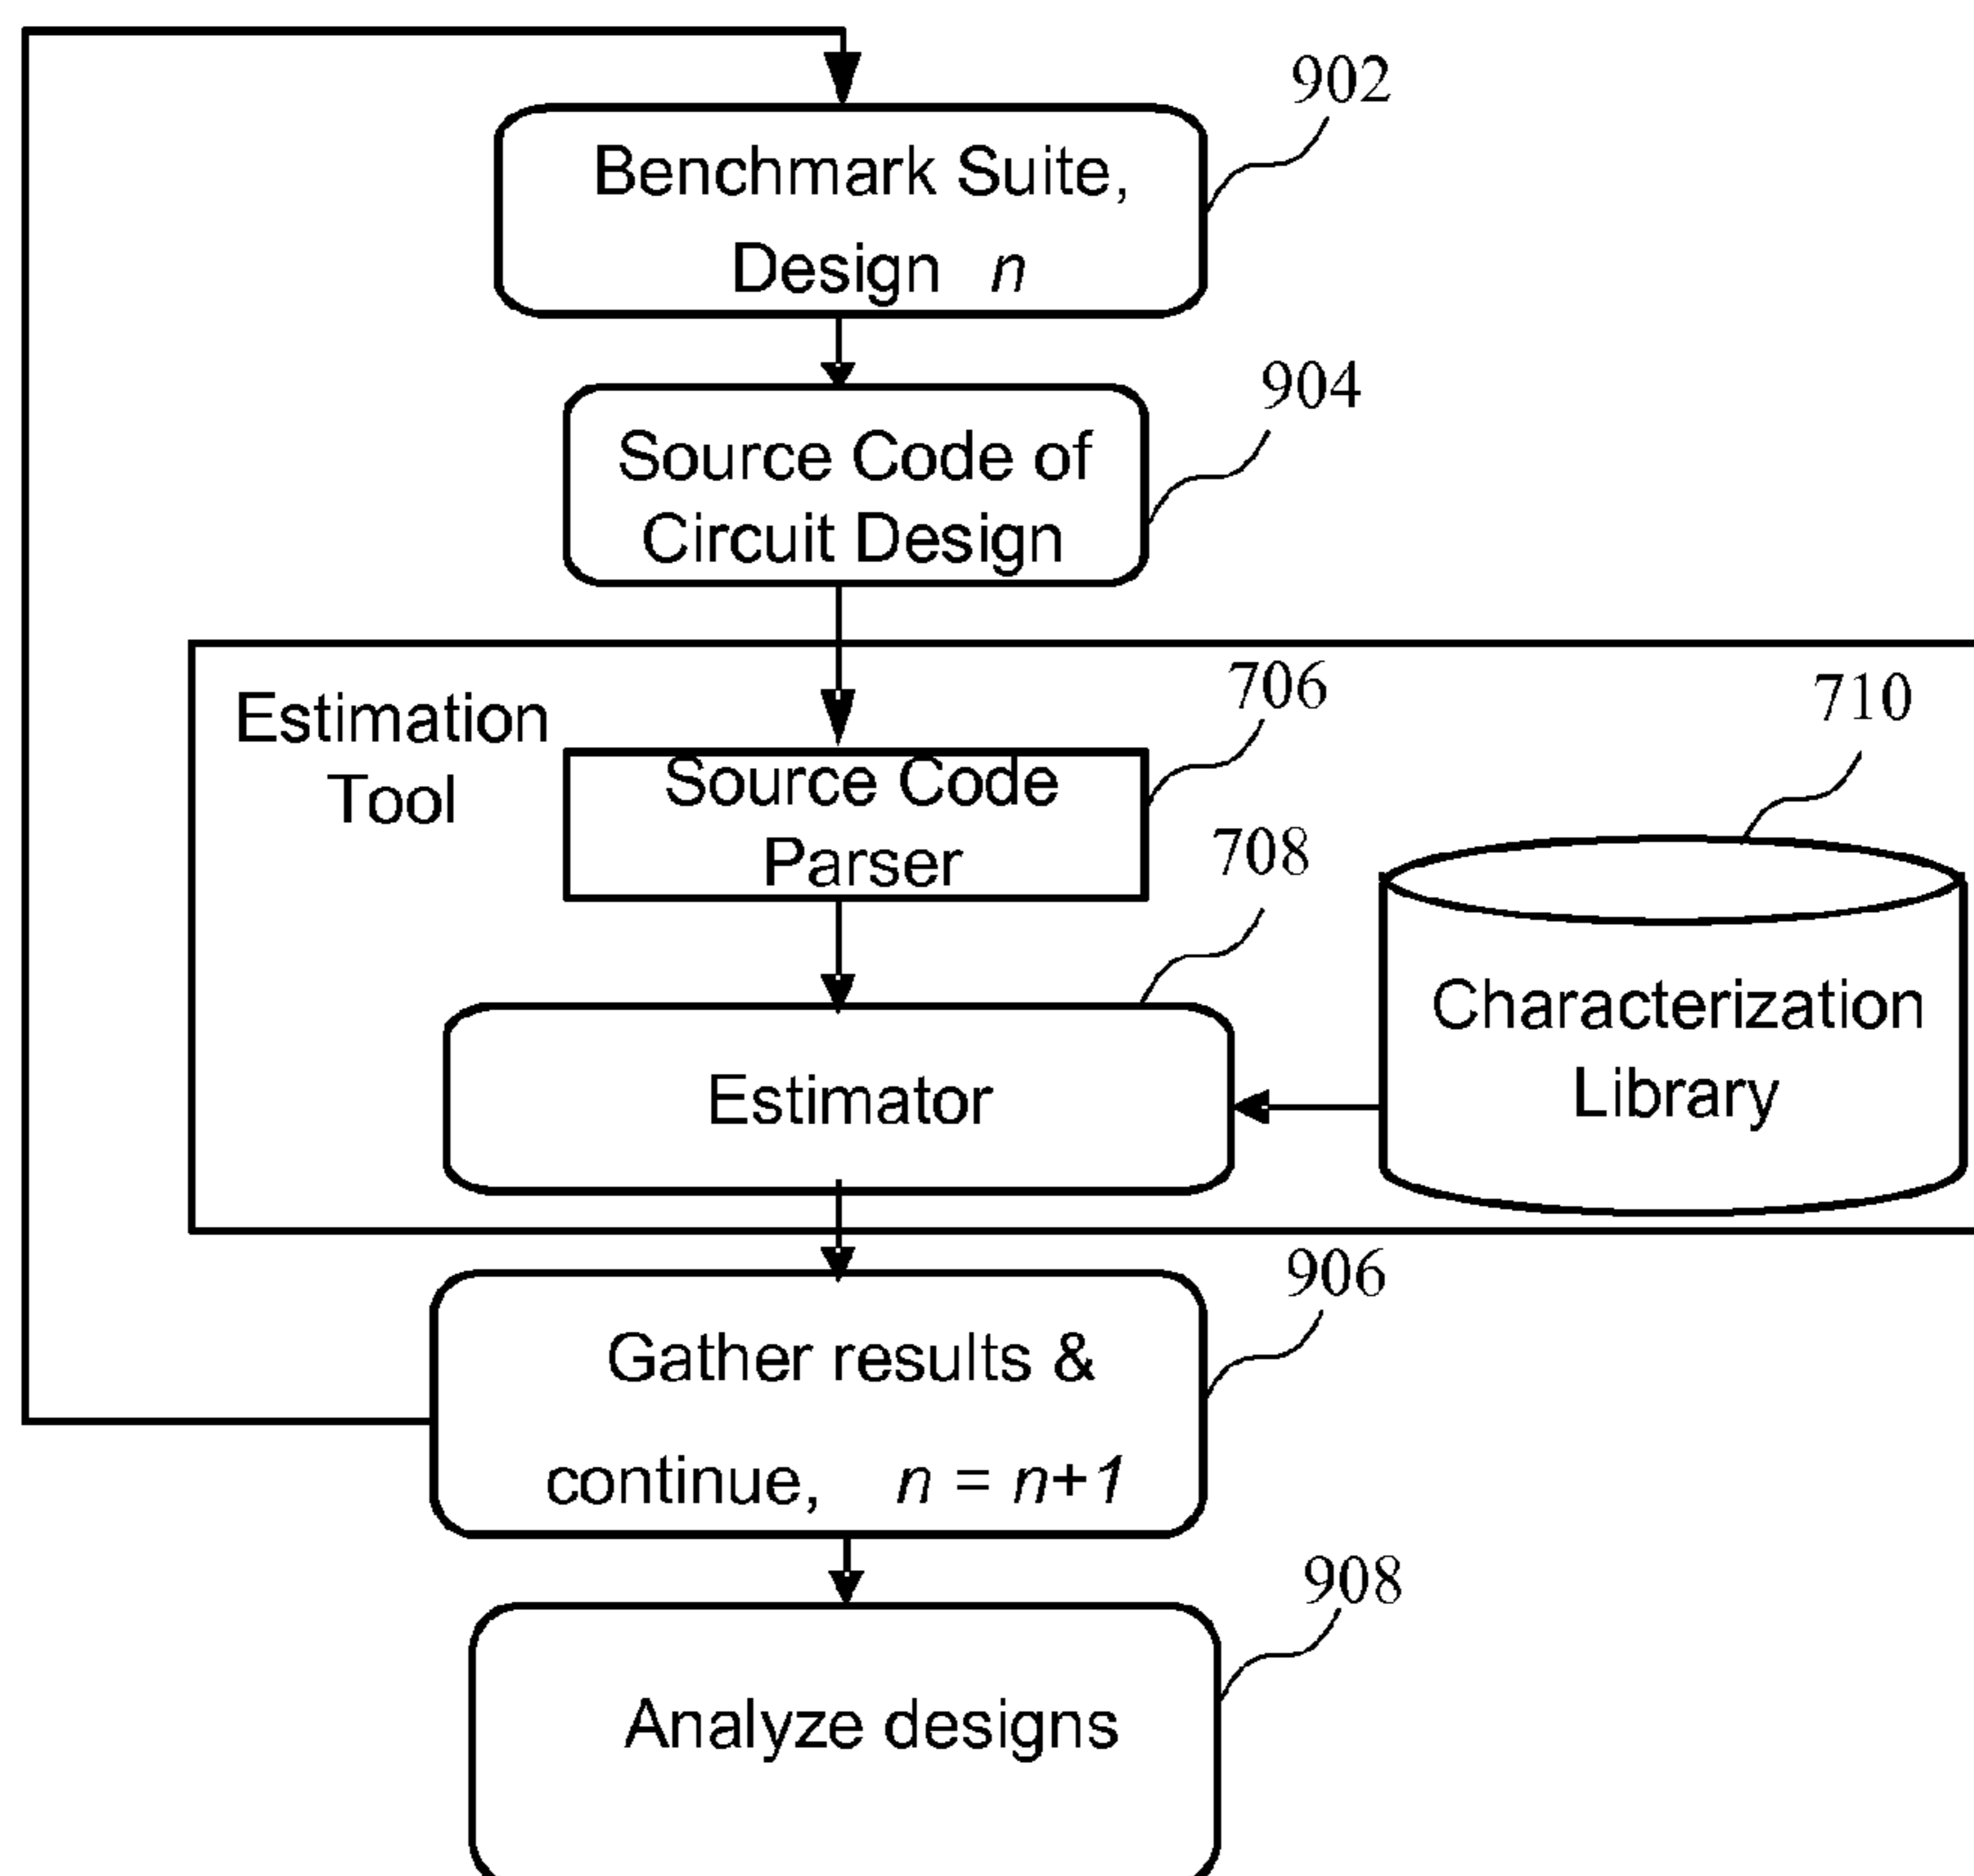 902
Benchmark Suite,
Design n
904
Source Code of
Circuit Design
Estimation
Tool
706
710
Source Code
Parser
708
Characterization
Library
Estimator
906
Gather results &
continue, n = n+1
908
Analyze designs